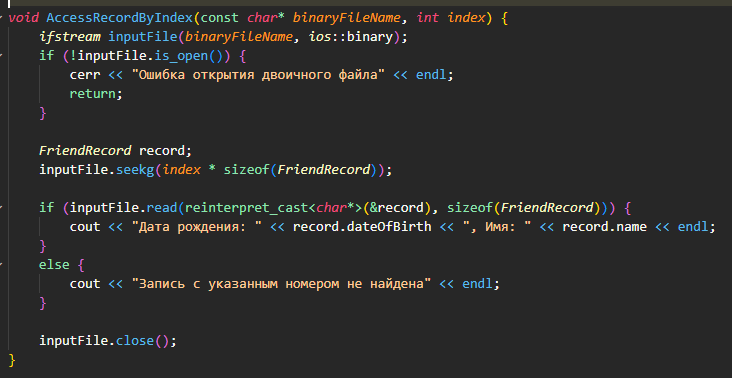 void AccessRecordByIndex(const char* binaryFileName, int index) {
    ifstream inputFile(binaryFileName, ios::binary);
    if (!inputFile.is_open()) {
        cerr << "Ошибка открытия двоичного файла" << endl;
        return;
    }

    FriendRecord record;
    inputFile.seekg(index * sizeof(FriendRecord));

    if (inputFile.read(reinterpret_cast<char*>(&record), sizeof(FriendRecord))) {
        cout << "Дата рождения: " << record.dateOfBirth << ", Имя: " << record.name << endl;
    }
    else {
        cout << "Запись с указанным номером не найдена" << endl;
    }

    inputFile.close();
}